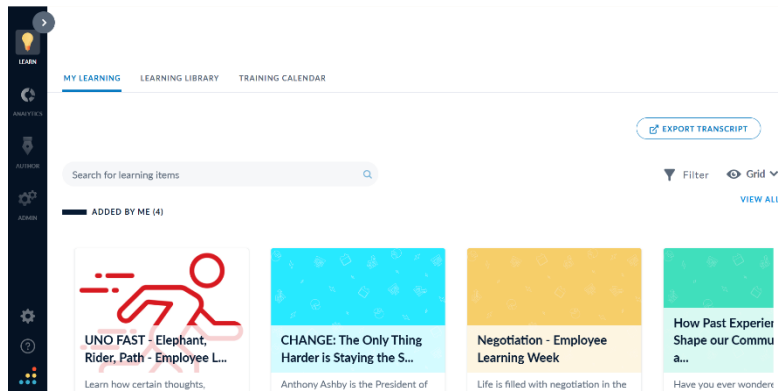 LEARN
ANALYTICS
AUTHOR
ADMIN
MY LEARNING LEARNING LIBRARY TRAINING CALENDAR
EXPORT TRANSCRIPT
Search for learning items
Filter Grid
VIEW ALL
ADDED BY ME (4)
UNO FAST - Elephant,
Rider, Path - Employee L...
Learn how certain thoughts,
CHANGE: The Only Thing
Harder is Staying the S...
Anthony Ashby is the President of
Negotiation - Employee
Learning Week
Life is filled with negotiation in the
How Past Experien
Shape our Commu
a...
Have you ever wondere